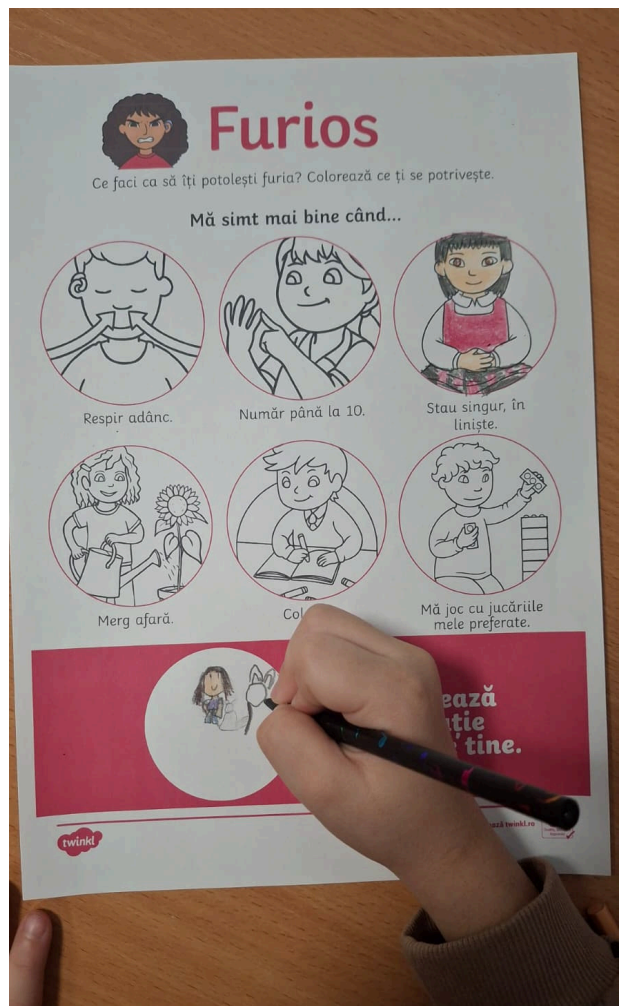 Furios
Ce faci ca să îți potolești furia? Colorează ce ți se potrivește.
Mă simt mai bine când...
Respir adânc.
Număr până la 10.
Stau singur, în
liniște.
Merg afară.
Mă joc cu jucăriile
mele preferate.
tine.
twinkl
twinkl.ro